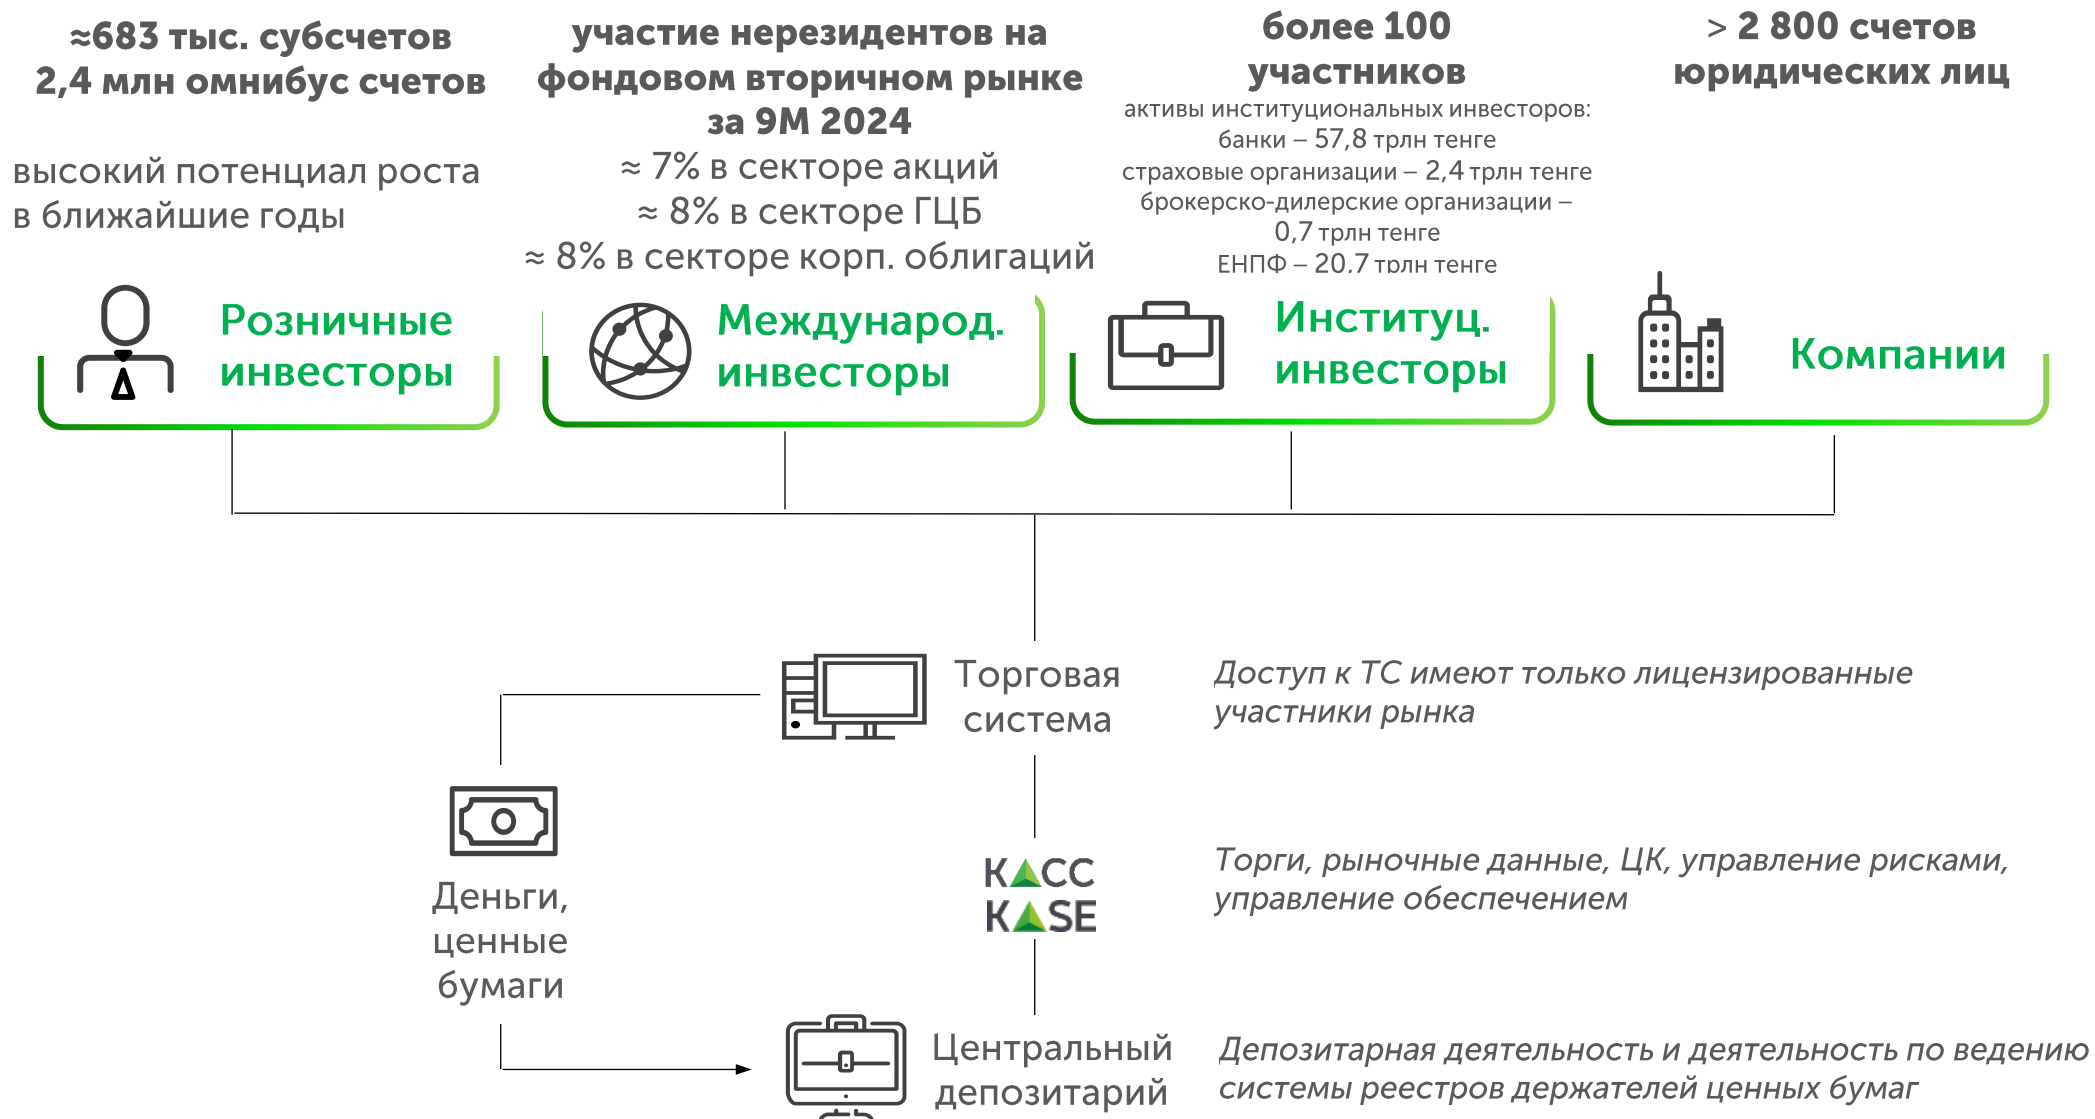 ≈683 тыс. субсчетов
2,4 млн омнибус счетов
высокий потенциал роста
в ближайшие годы
участие нерезидентов на
фондовом вторичном рынке
за 9М 2024
≈ 7% в секторе акций
≈ 8% в секторе ГЦБ
≈ 8% в секторе корп. облигаций
более 100
участников
активы институциональных инвесторов:
банки – 57,8 трлн тенге
страховые организации – 2,4 трлн тенге
брокерско-дилерские организации –
0,7 трлн тенге
ЕНПФ – 20,7 трлн тенге
> 2 800 счетов
юридических лиц
Розничные
инвесторы
Международ.
инвесторы
Институц.
инвесторы
Компании
Торговая
система
Доступ к ТС имеют только лицензированные
участники рынка
Деньги,
ценные
бумаги
KACC
KASE
Торги, рыночные данные, ЦК, управление рисками,
управление обеспечением
Центральный
депозитарий
Депозитарная деятельность и деятельность по ведению
системы реестров держателей ценных бумаг